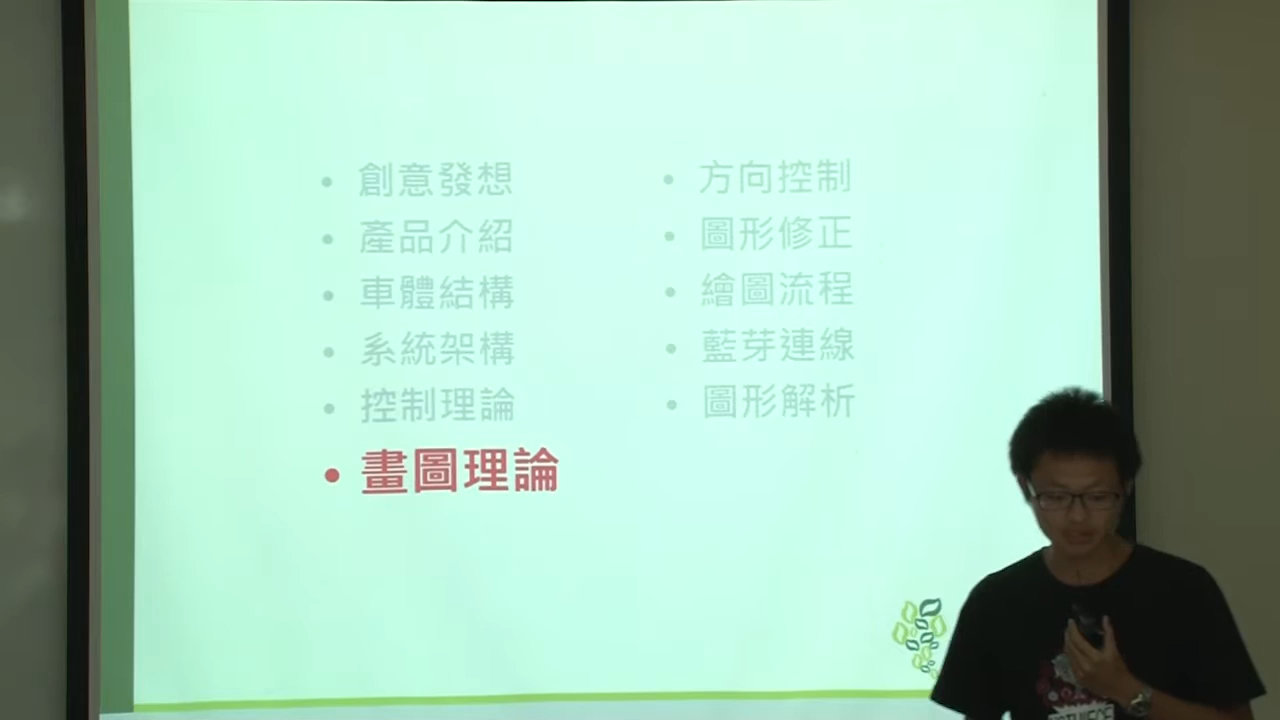 創意發想
產品介紹
車體結構
系統架構
控制理論
畫圖理論
方向控制
圖形修正
繪圖流程
藍芽連線
圖形解析